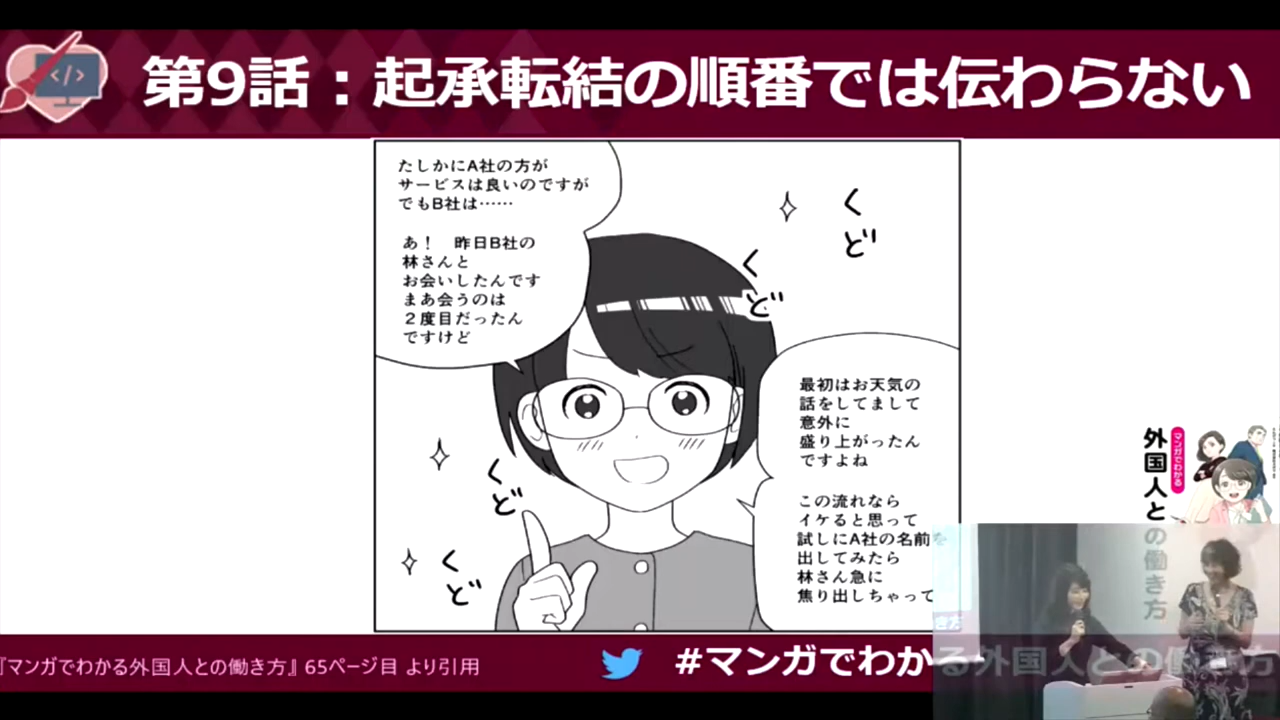 </>
第9話：起承転結の順番では伝わらない
たしかにA社の方が
サービスは良いのですが
でもB社は……
あ！　昨日B社の
林さんと
お会いしたんです
まあ会うのは
２度目だったん
ですけど
くど
くど
くど
くど
最初はお天気の
話をしてまして
意外に
盛り上がったん
ですよね
この流れなら
イケると思って
試しにA社の名前を
出してみたら
林さん急に
焦り出しちゃって
マンガでわかる
外国人との働き方
『マンガでわかる外国人との働き方』65ページ目 より引用
#マンガでわかる外国人との働き方